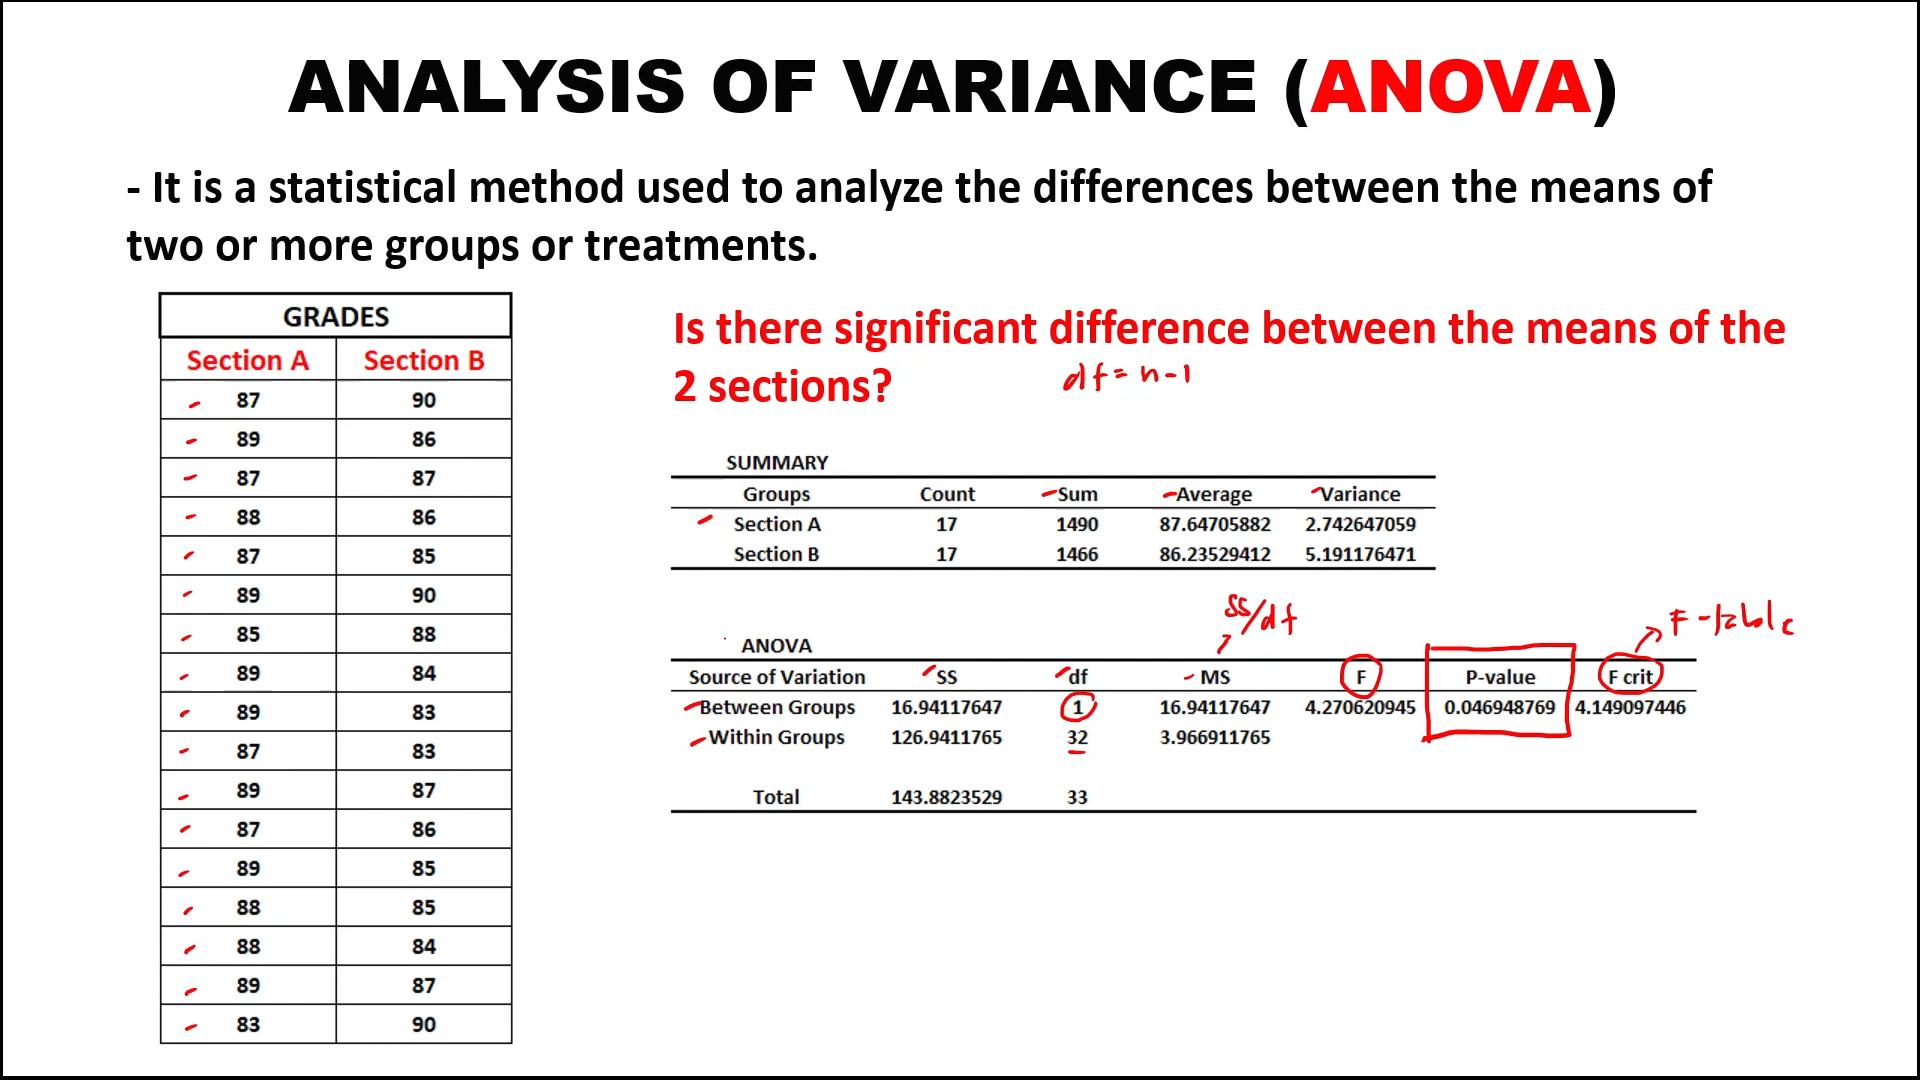 ANALYSIS OF VARIANCE (ANOVA)
- It is a statistical method used to analyze the differences between the means of
two or more groups or treatments.
GRADES
Section A Section B
87 90
89 86
87 87
88 86
87 85
89 90
85 88
89 84
89 83
87 83
89 87
87 86
89 85
88 85
88 84
89 87
83 90
Is there significant difference between the means of the
2 sections?
df = n - 1
SUMMARY
Groups Count Sum Average Variance
Section A 17 1490 87.64705882 2.742647059
Section B 17 1466 86.23529412 5.191176471
SS/df
F-table
ANOVA
Source of Variation SS df MS F P-value F crit
Between Groups 16.94117647 1 16.94117647 4.270620945 0.046948769 4.149097446
Within Groups 126.9411765 32 3.966911765
Total 143.8823529 33